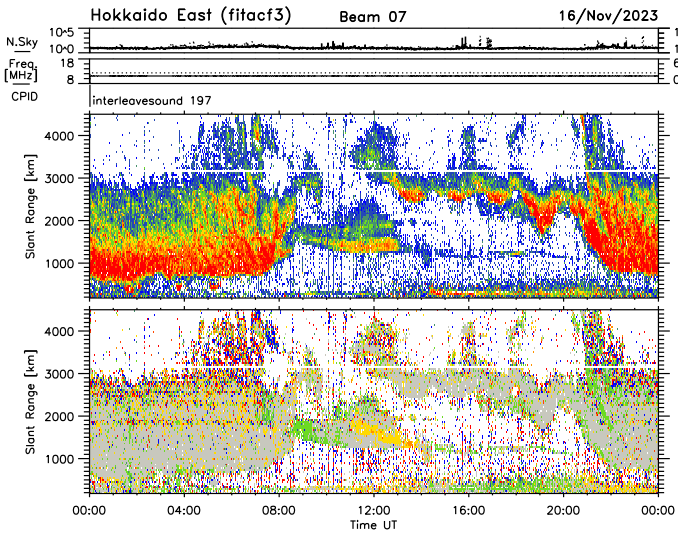 Hokkaido East (fitacf3) Beam 07 16/Nov/2023
N.Sky 10^5 10^0
Freq. [MHz] 18 8
CPID interleavesound 197
Slant Range [km] 4000 3000 2000 1000
Slant Range [km] 4000 3000 2000 1000
00:00 04:00 08:00 12:00 16:00 20:00 00:00
Time UT